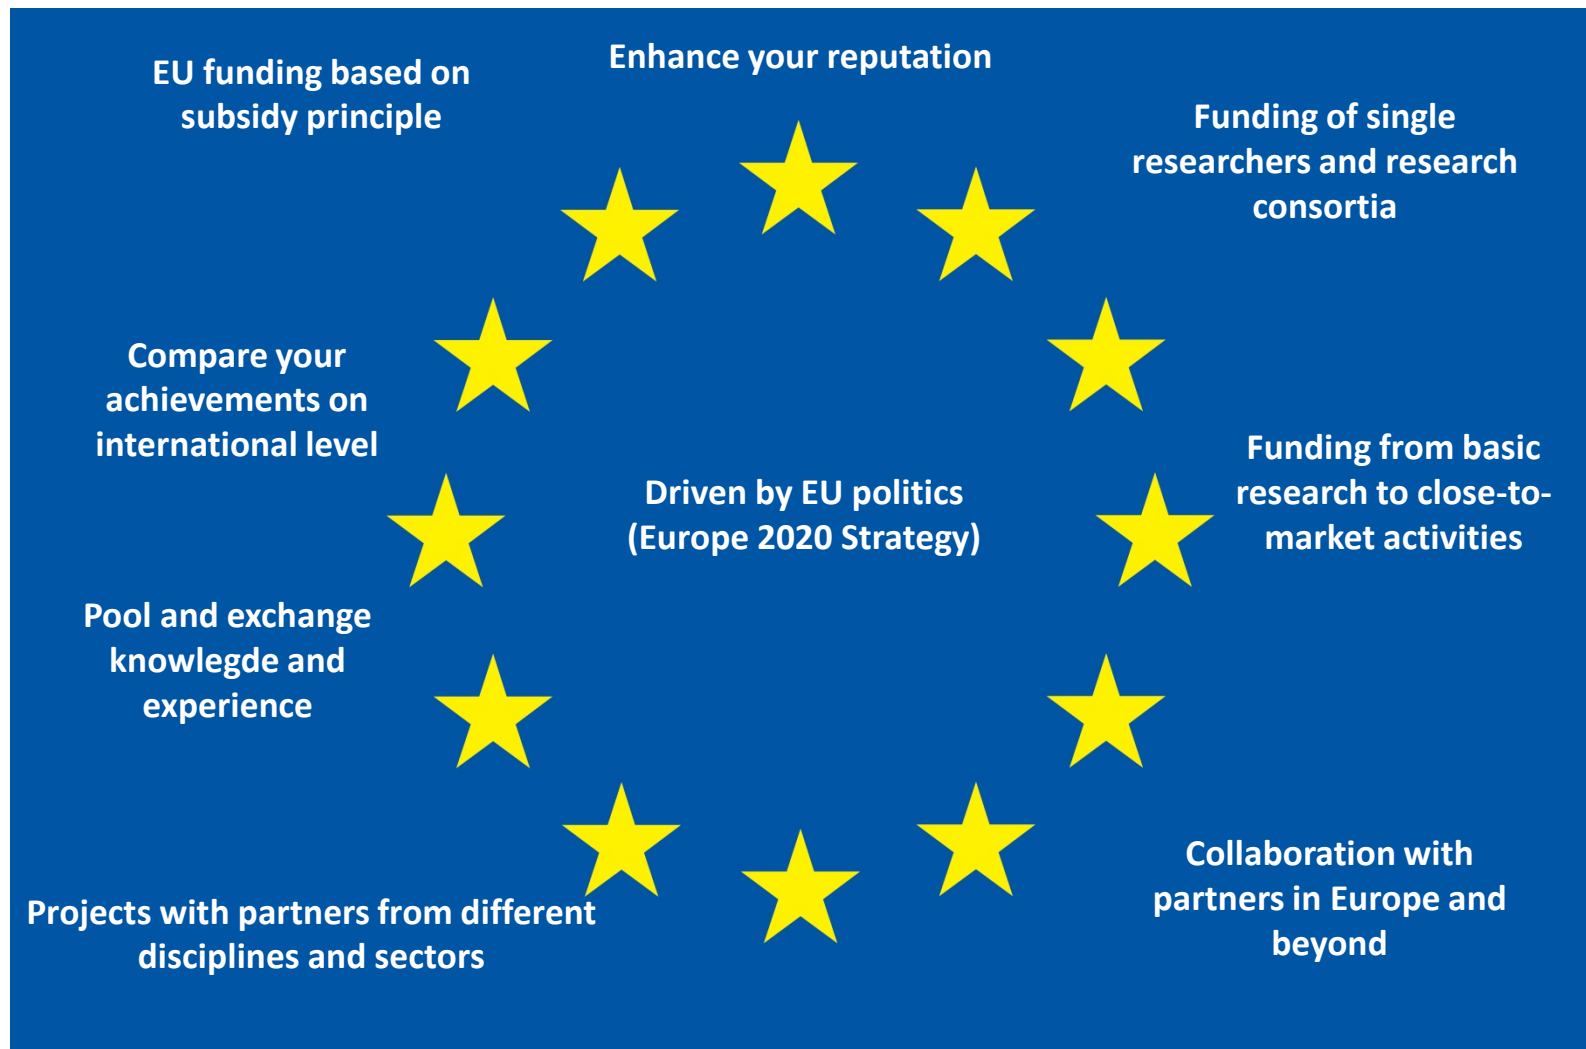 Enhance your reputation
EU funding based on
subsidy principle
Funding of single
researchers and research
consortia
Compare your
achievements on
international level
Funding from basic
research to close-to-
market activities
Driven by EU politics
(Europe 2020 Strategy)
Pool and exchange
knowlegde and
experience
Collaboration with
partners in Europe and
beyond
Projects with partners from different
disciplines and sectors